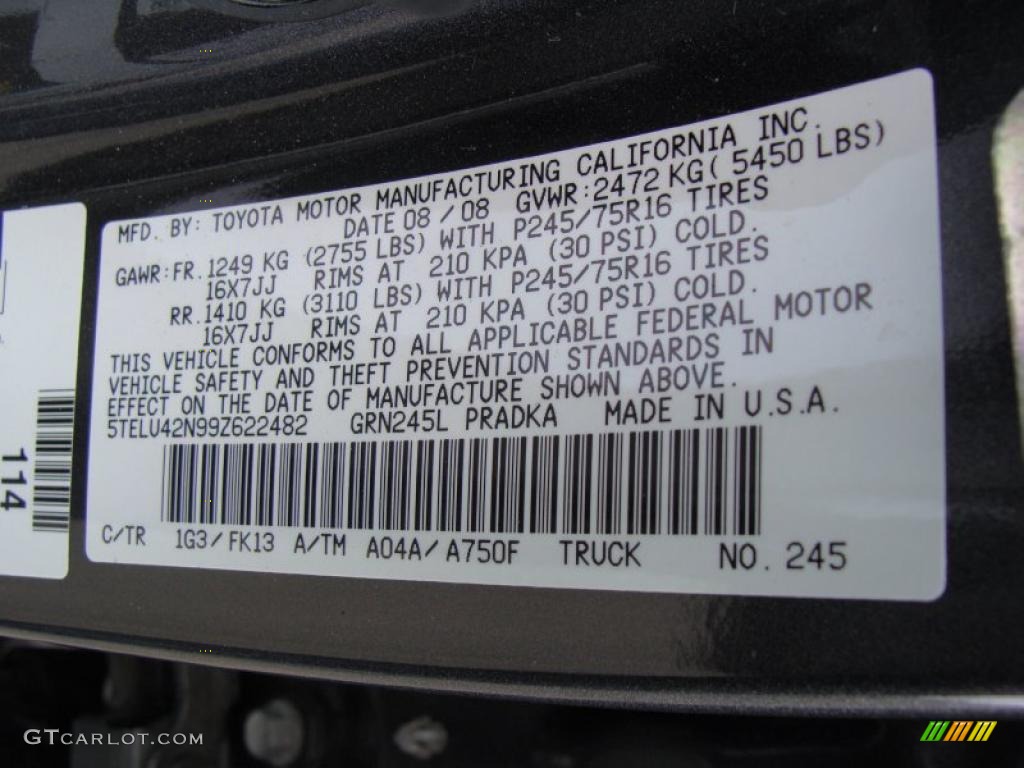 MFD. BY: TOYOTA MOTOR MANUFACTURING CALIFORNIA INC.
DATE 08/08 GVWR:2472 KG( 5450 LBS)
GAWR:FR. 1249 KG (2755 LBS) WITH P245/75R16 TIRES
16X7JJ RIMS AT 210 KPA (30 PSI) COLD.
RR. 1410 KG (3110 LBS) WITH P245/75R16 TIRES
16X7JJ RIMS AT 210 KPA (30 PSI) COLD.
THIS VEHICLE CONFORMS TO ALL APPLICABLE FEDERAL MOTOR
VEHICLE SAFETY AND THEFT PREVENTION STANDARDS IN
EFFECT ON THE DATE OF MANUFACTURE SHOWN ABOVE.
5TELU42N99Z622482 GRN245L PRADKA MADE IN U.S.A.
C/TR 1G3/FK13 A/TM A04A/A750F TRUCK NO. 245
114
GTCARLOT.COM